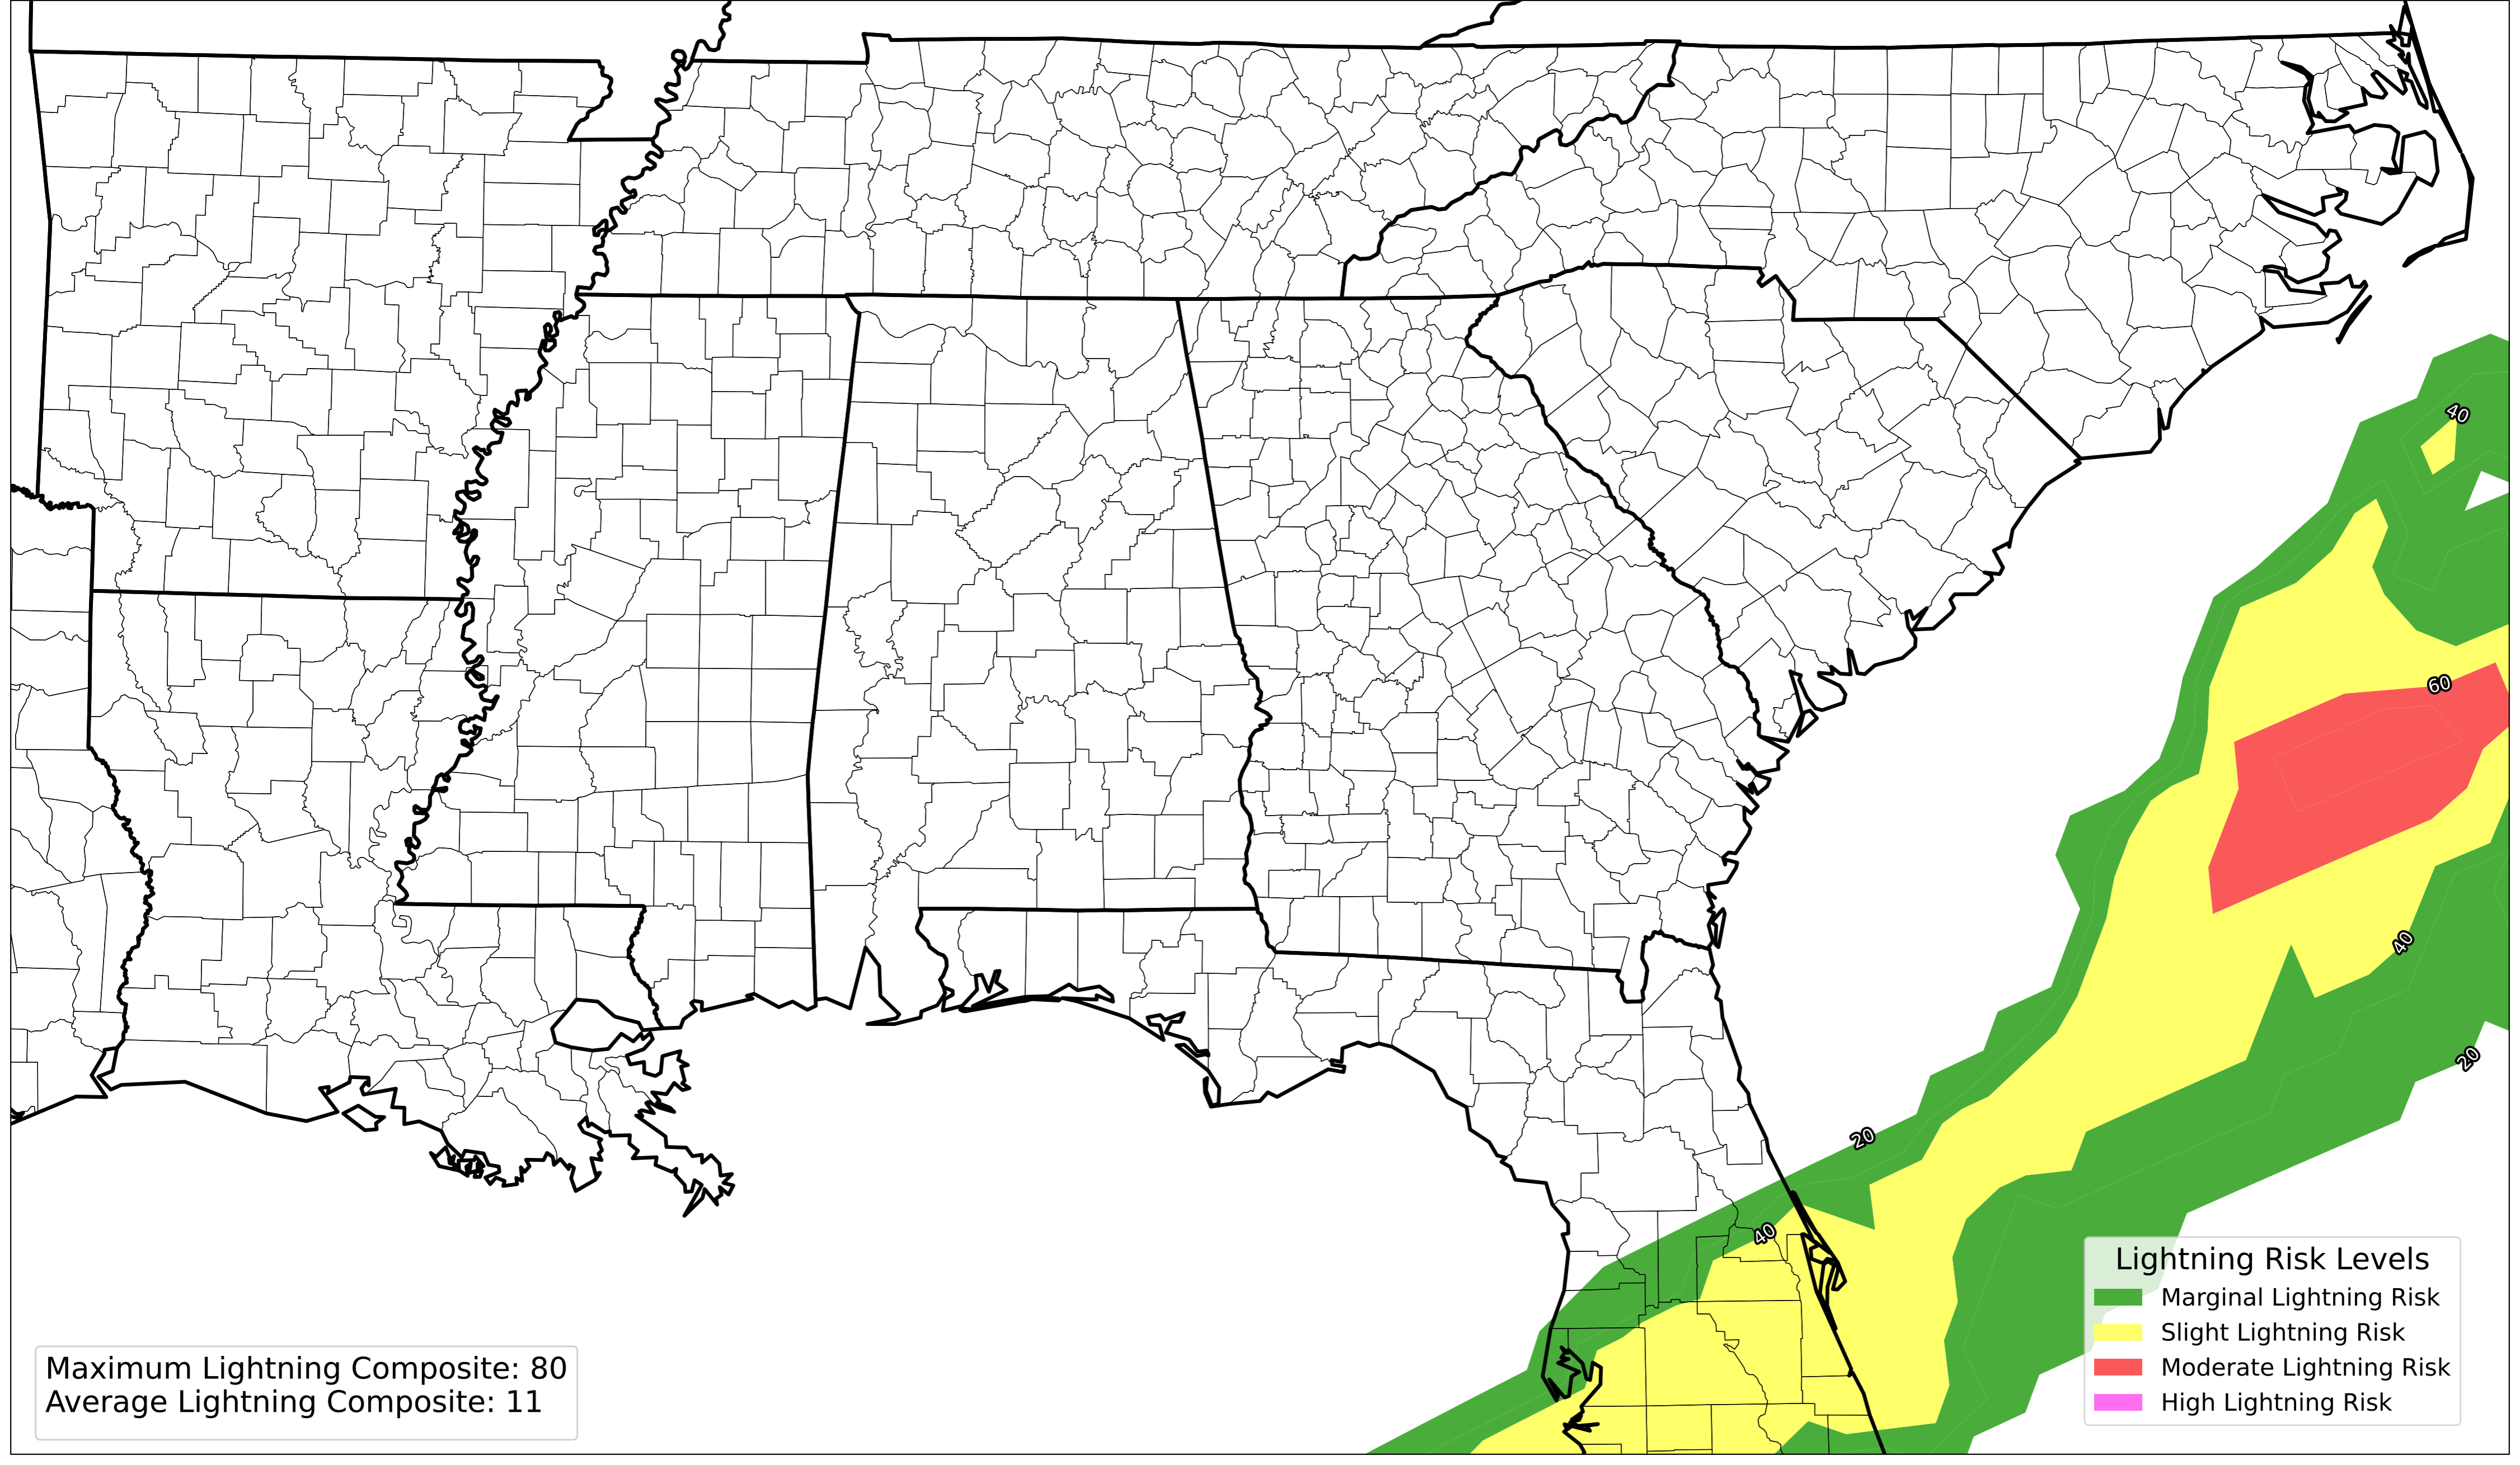 40
60
40
20
20
40
Lightning Risk Levels
Marginal Lightning Risk
Slight Lightning Risk
Moderate Lightning Risk
High Lightning Risk
Maximum Lightning Composite: 80
Average Lightning Composite: 11